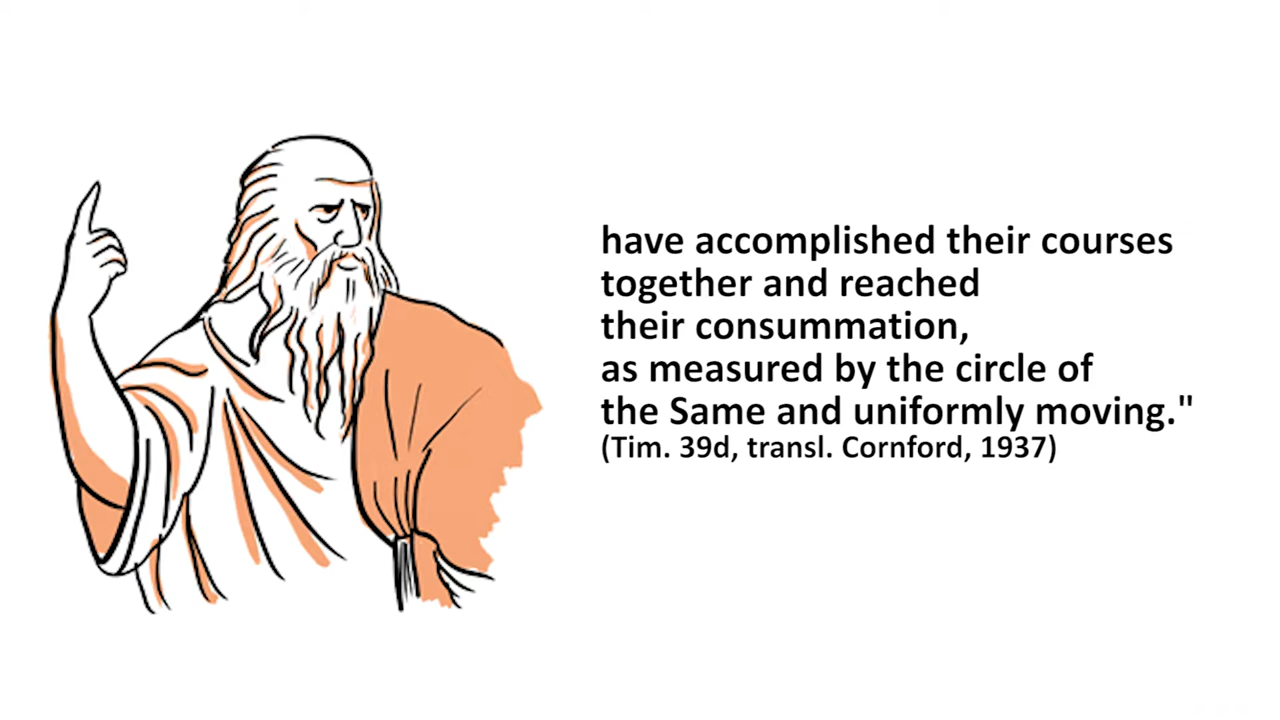 have accomplished their courses
together and reached
their consummation,
as measured by the circle of
the Same and uniformly moving."
(Tim. 39d, transl. Cornford, 1937)